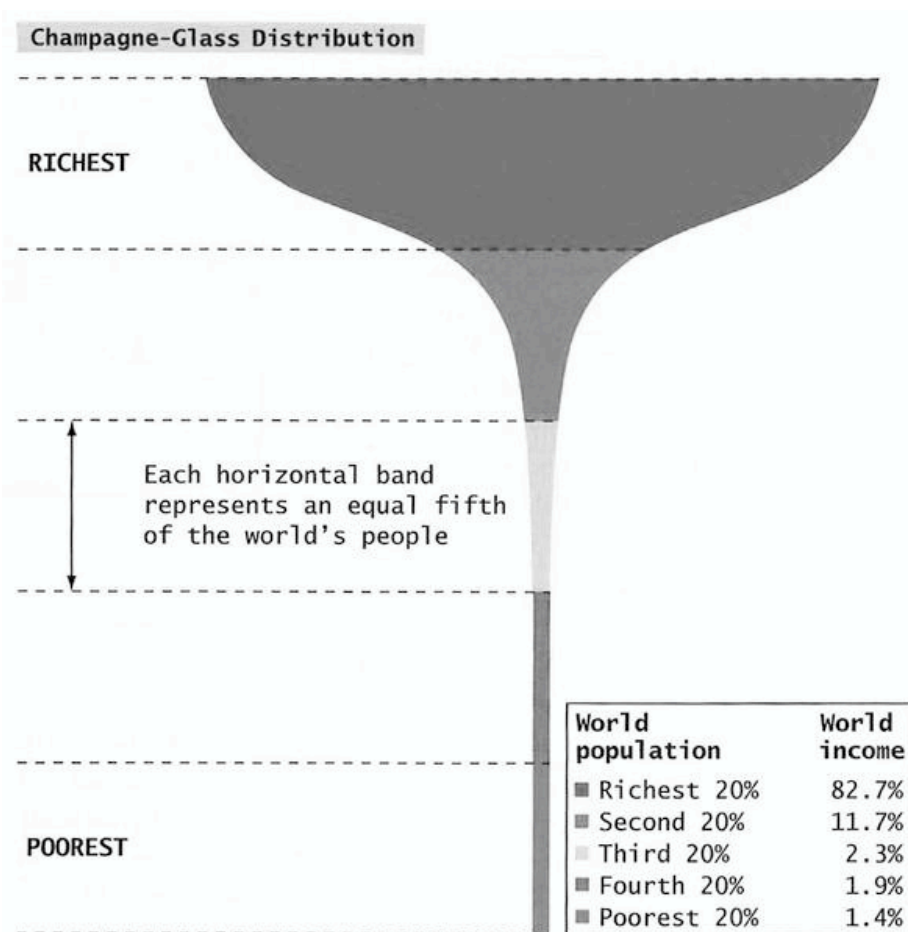 Champagne-Glass Distribution
RICHEST
Each horizontal band
represents an equal fifth
of the world's people
POOREST
World population World income
Richest 20% 82.7%
Second 20% 11.7%
Third 20% 2.3%
Fourth 20% 1.9%
Poorest 20% 1.4%